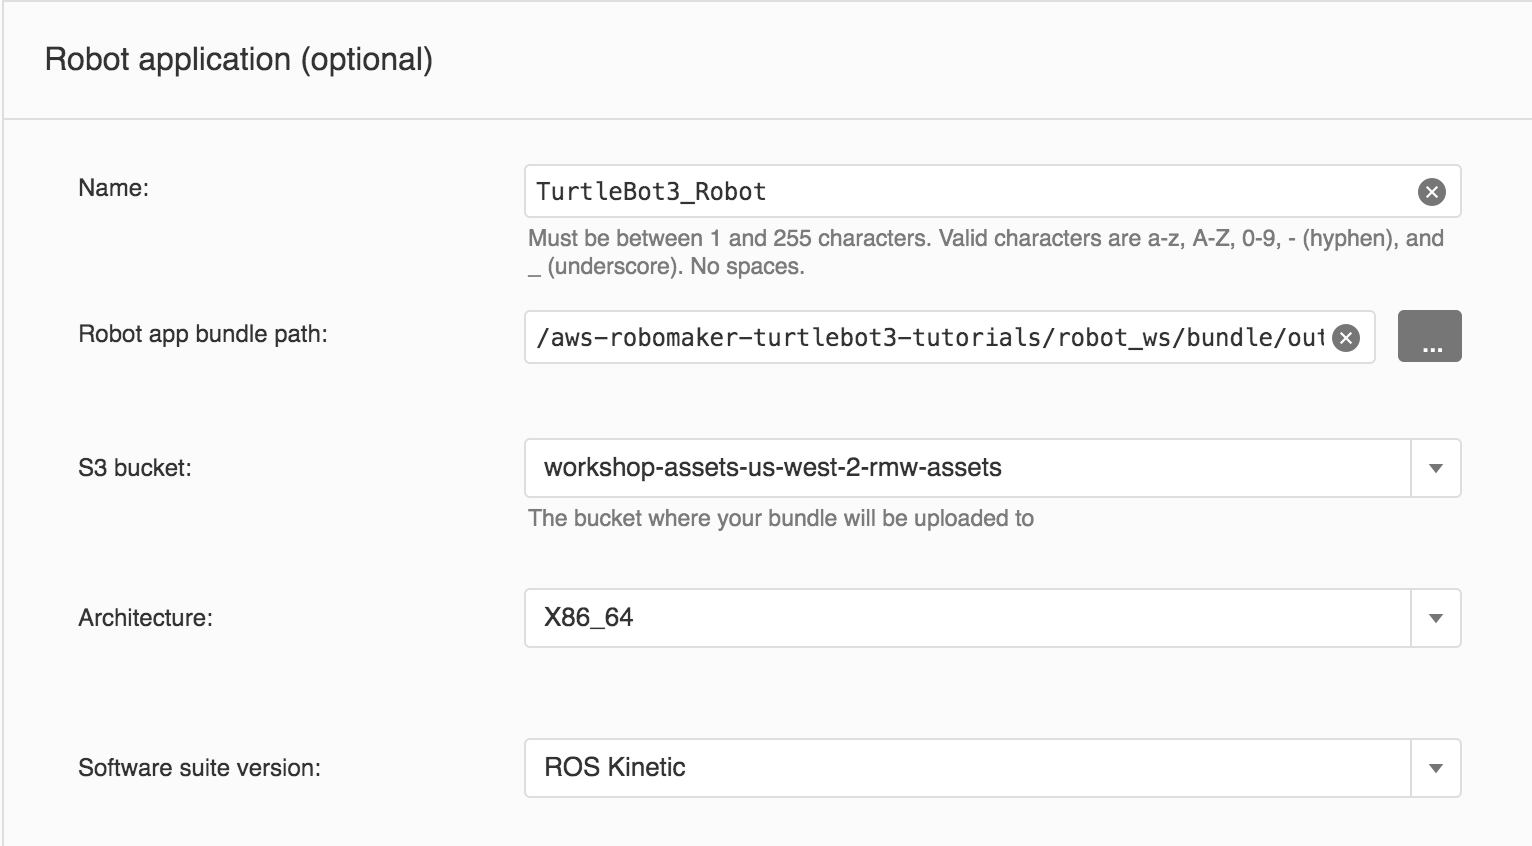 Robot application (optional)
Name:
TurtleBot3_Robot
Must be between 1 and 255 characters. Valid characters are a-z, A-Z, 0-9, - (hyphen), and
_ (underscore). No spaces.
Robot app bundle path:
/aws-robomaker-turtlebot3-tutorials/robot_ws/bundle/out
...
S3 bucket:
workshop-assets-us-west-2-rmw-assets
The bucket where your bundle will be uploaded to
Architecture:
X86_64
Software suite version:
ROS Kinetic